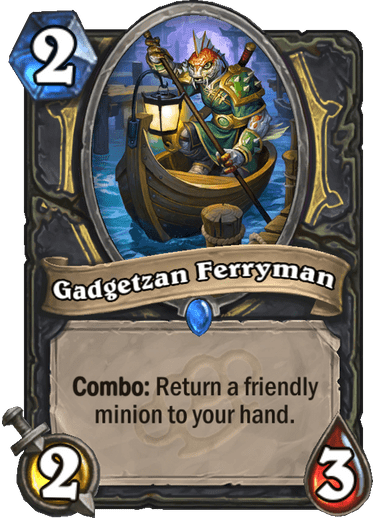 2
Gadgetzan Ferryman
Combo: Return a friendly
minion to your hand.
2
3